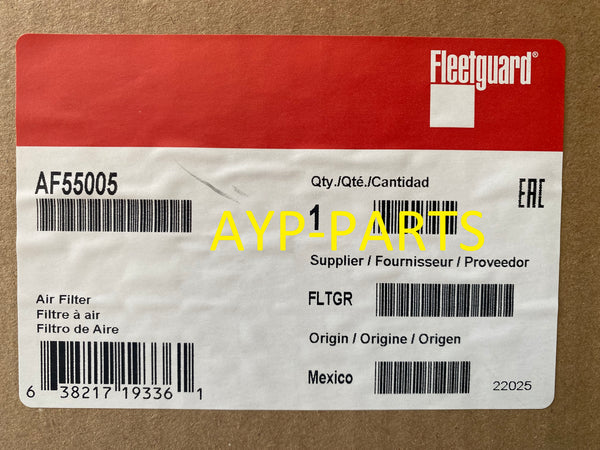 Fleetguard®
AF55005
Qty./Qté./Cantidad
1
EAC
AYP-PARTS
Supplier / Fournisseur / Proveedor
FLTGR
Air Filter
Filtre à air
Filtro de Aire
Origin / Origine / Origen
Mexico
22025
6 38217 19336 1